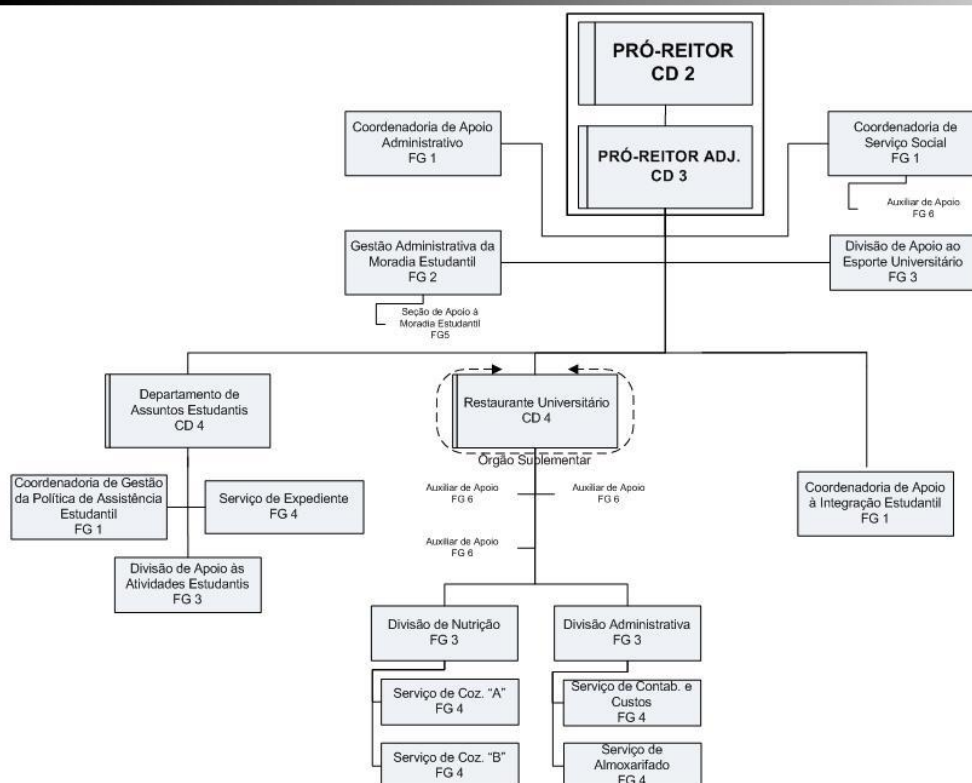 PRÓ-REITOR
CD 2
PRÓ-REITOR ADJ.
CD 3
Coordenadoria de Apoio
Administrativo
FG 1
Coordenadoria de
Serviço Social
FG 1
Auxiliar de Apoio
FG 6
Gestão Administrativa da
Moradia Estudantil
FG 2
Seção de Apoio à
Moradia Estudantil
FG5
Divisão de Apoio ao
Esporte Universitário
FG 3
Departamento de
Assuntos Estudantis
CD 4
Restaurante Universitário
CD 4
Órgão Suplementar
Coordenadoria de Gestão
da Política de Assistência
Estudantil
FG 1
Serviço de Expediente
FG 4
Divisão de Apoio às
Atividades Estudantis
FG 3
Auxiliar de Apoio
FG 6
Auxiliar de Apoio
FG 6
Auxiliar de Apoio
FG 6
Coordenadoria de Apoio
à Integração Estudantil
FG 1
Divisão de Nutrição
FG 3
Divisão Administrativa
FG 3
Serviço de Coz. "A"
FG 4
Serviço de Contab. e
Custos
FG 4
Serviço de Coz. "B"
FG 4
Serviço de
Almoxarifado
FG 4